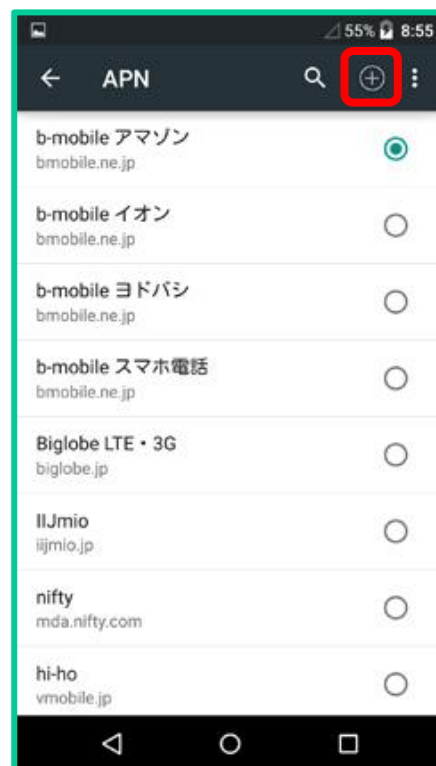 55% 8:55
APN
b-mobile アマゾン
bmobile.ne.jp
b-mobile イオン
bmobile.ne.jp
b-mobile ヨドバシ
bmobile.ne.jp
b-mobile スマホ電話
bmobile.ne.jp
Biglobe LTE・3G
biglobe.jp
IIJmio
iijmio.jp
nifty
mda.nifty.com
hi-ho
vmobile.jp